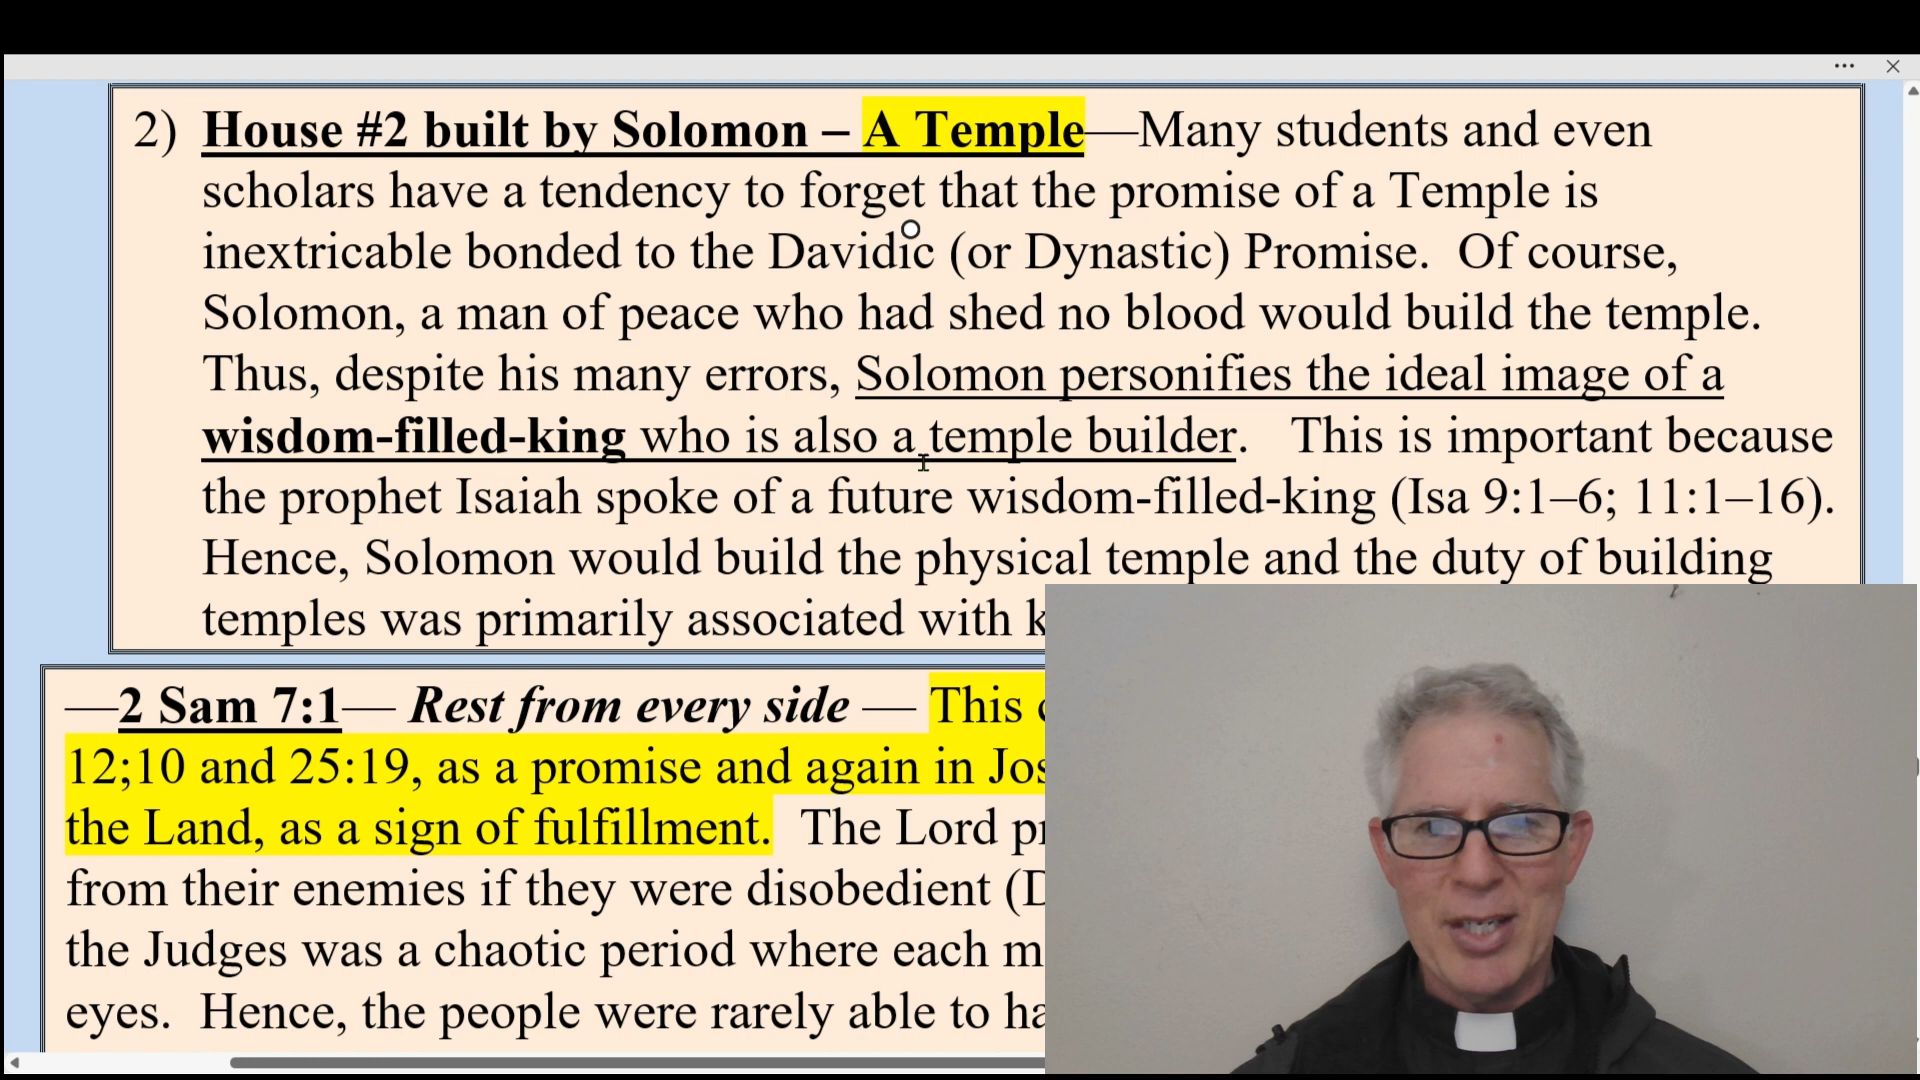 2) House #2 built by Solomon – A Temple—Many students and even
scholars have a tendency to forget that the promise of a Temple is
inextricable bonded to the Davidic (or Dynastic) Promise. Of course,
Solomon, a man of peace who had shed no blood would build the temple.
Thus, despite his many errors, Solomon personifies the ideal image of a
wisdom-filled-king who is also a temple builder. This is important because
the prophet Isaiah spoke of a future wisdom-filled-king (Isa 9:1–6; 11:1–16).
Hence, Solomon would build the physical temple and the duty of building
temples was primarily associated with
—2 Sam 7:1— Rest from every side — This
12;10 and 25:19, as a promise and again in
the Land, as a sign of fulfillment. The Lord
from their enemies if they were disobedient
the Judges was a chaotic period where each
eyes. Hence, the people were rarely able to